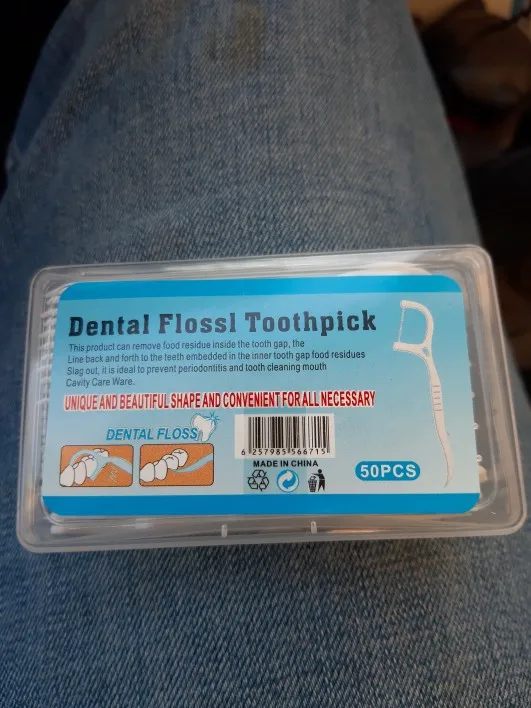 Dental Flossl Toothpick
This product can remove food residue inside the tooth gap, the
Line back and forth to the teeth embedded in the inner tooth gap food residues
Slag out, it is ideal to prevent periodontitis and tooth cleaning mouth
Cavity Care Ware.
UNIQUE AND BEAUTIFUL SHAPE AND CONVENIENT FOR ALL NECESSARY
DENTAL FLOSS
6 257985 566715
MADE IN CHINA
50PCS